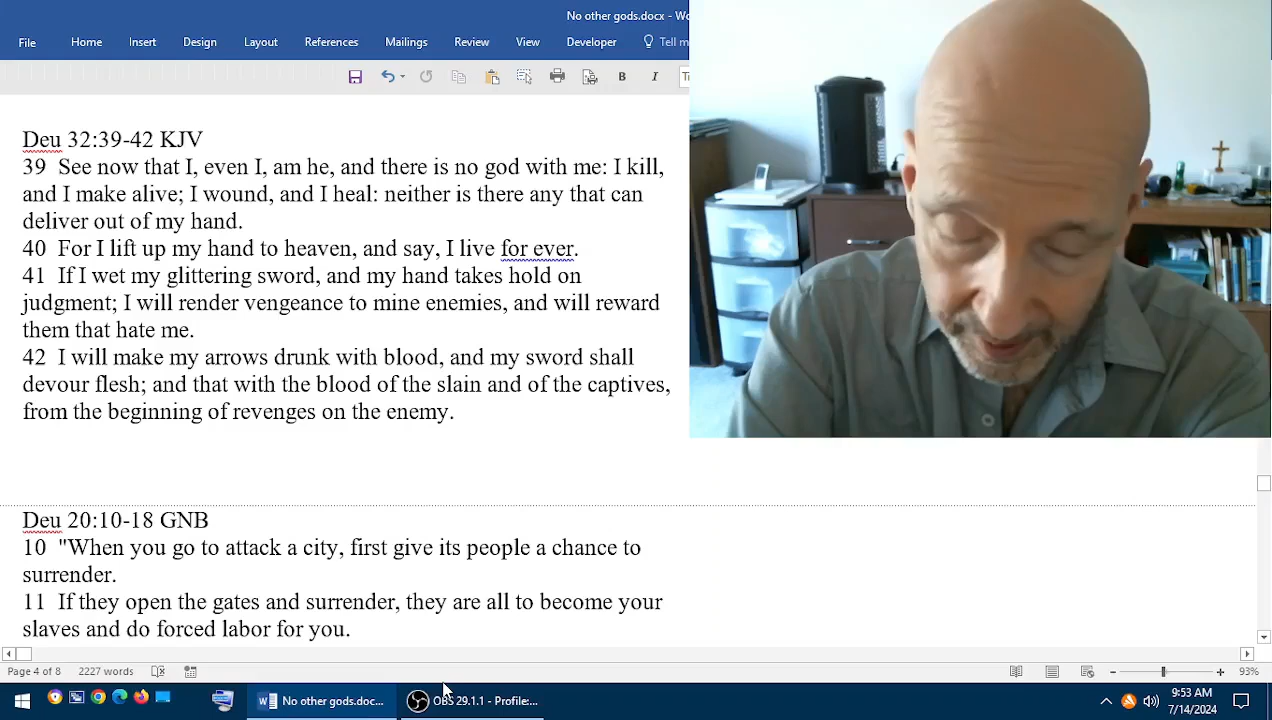 No other gods.docx - Wo
File Home Insert Design Layout References Mailings Review View Developer Tell m
B I
Deu 32:39-42 KJV
39 See now that I, even I, am he, and there is no god with me: I kill,
and I make alive; I wound, and I heal: neither is there any that can
deliver out of my hand.
40 For I lift up my hand to heaven, and say, I live for ever.
41 If I wet my glittering sword, and my hand takes hold on
judgment; I will render vengeance to mine enemies, and will reward
them that hate me.
42 I will make my arrows drunk with blood, and my sword shall
devour flesh; and that with the blood of the slain and of the captives,
from the beginning of revenges on the enemy.
Deu 20:10-18 GNB
10 "When you go to attack a city, first give its people a chance to
surrender.
11 If they open the gates and surrender, they are all to become your
slaves and do forced labor for you.
Page 4 of 8 2227 words 93%
No other gods.doc... OBS 29.1.1 - Profile:... 9:53 AM
7/14/2024